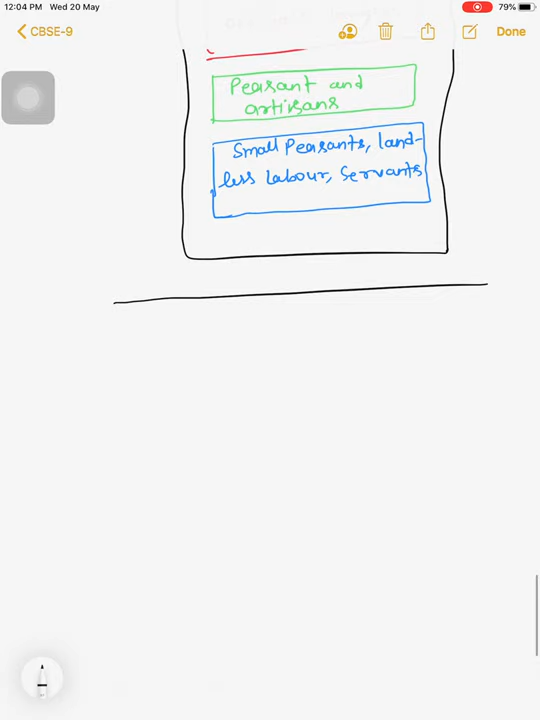 12:04 PM Wed 20 May
79%
CBSE-9
Done
Peasant and
artisans
Small Peasants, land-
less Labour, Servants